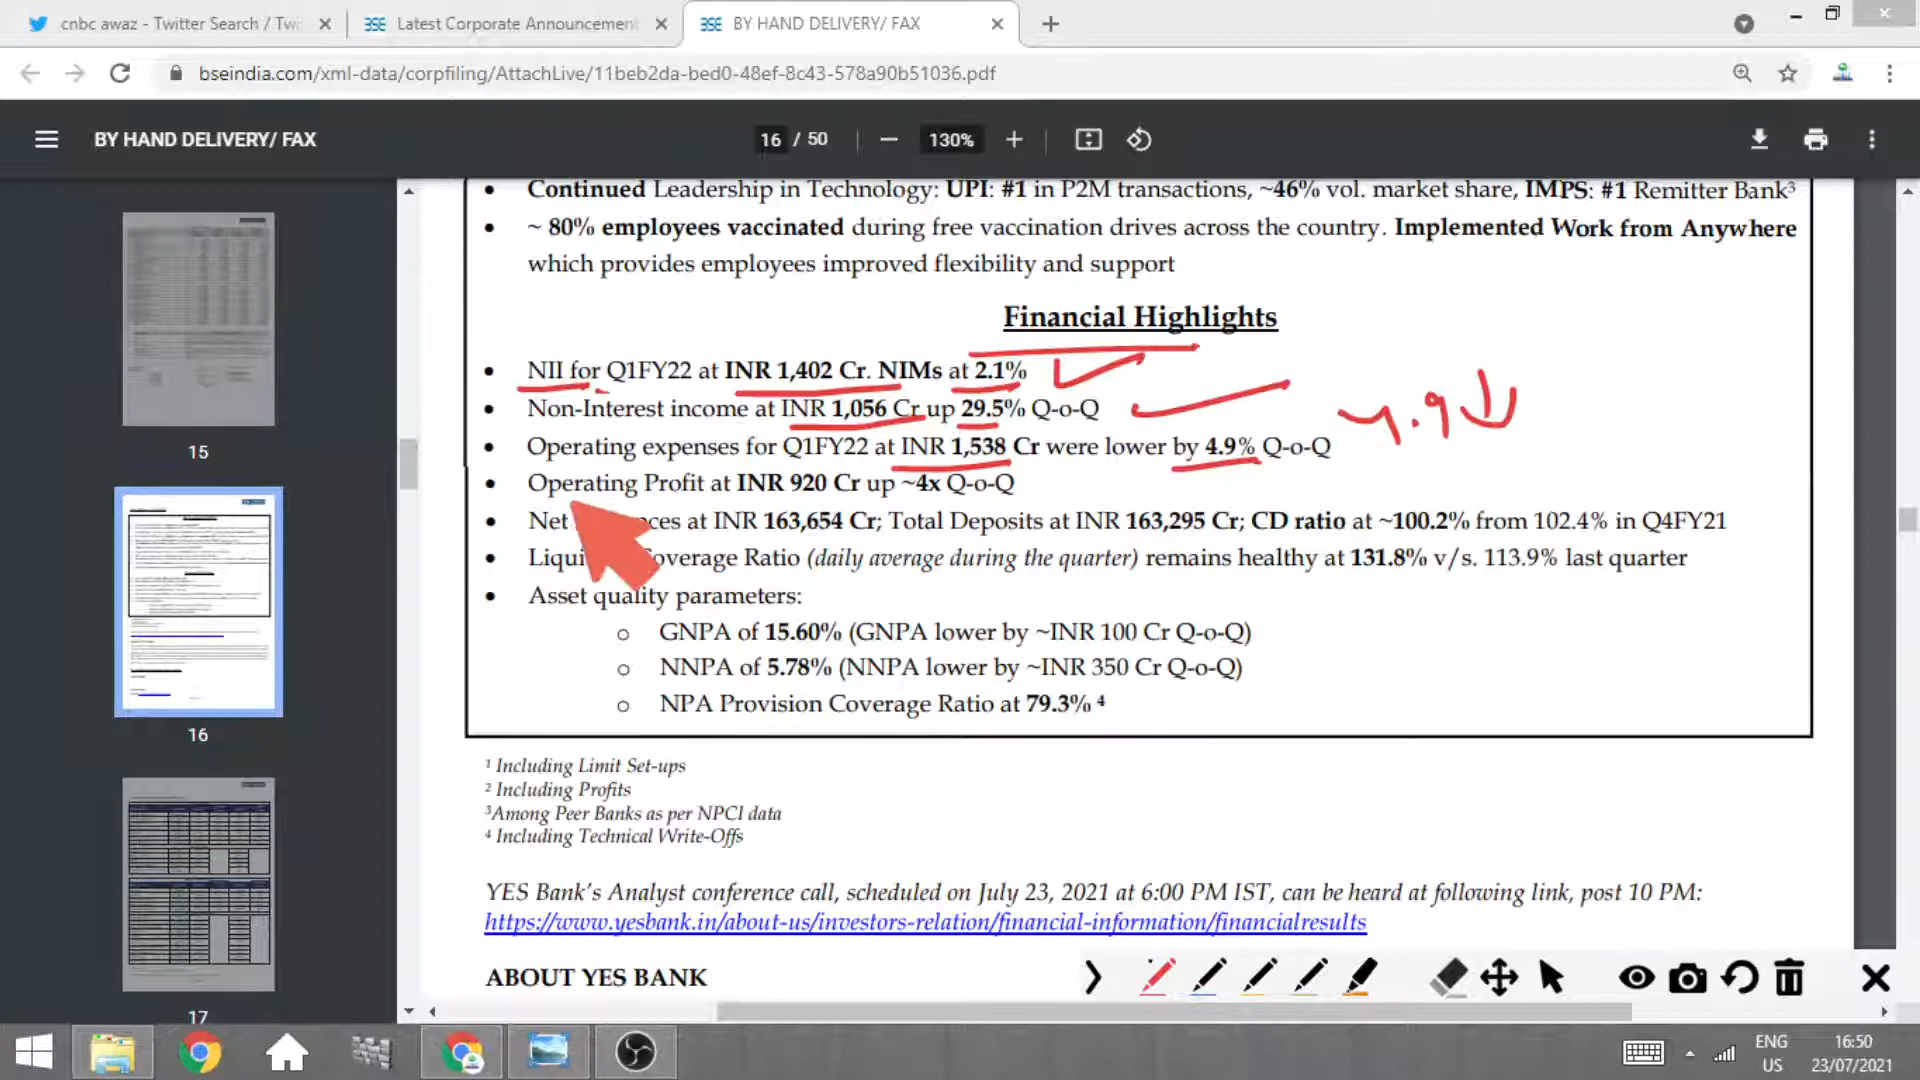 cnbc awaz - Twitter Search / Twi
Latest Corporate Announcement
BY HAND DELIVERY/ FAX
bseindia.com/xml-data/corpfiling/AttachLive/11beb2da-bed0-48ef-8c43-578a90b51036.pdf
BY HAND DELIVERY/ FAX
16 / 50
130%
Continued Leadership in Technology: UPI: #1 in P2M transactions, ~46% vol. market share, IMPS: #1 Remitter Bank³
~ 80% employees vaccinated during free vaccination drives across the country. Implemented Work from Anywhere
which provides employees improved flexibility and support
Financial Highlights
NII for Q1FY22 at INR 1,402 Cr. NIMs at 2.1%
Non-Interest income at INR 1,056 Cr up 29.5% Q-o-Q
4.9
Operating expenses for Q1FY22 at INR 1,538 Cr were lower by 4.9% Q-o-Q
Operating Profit at INR 920 Cr up ~4x Q-o-Q
Net ces at INR 163,654 Cr; Total Deposits at INR 163,295 Cr; CD ratio at ~100.2% from 102.4% in Q4FY21
Liqui overage Ratio (daily average during the quarter) remains healthy at 131.8% v/s. 113.9% last quarter
Asset quality parameters:
GNPA of 15.60% (GNPA lower by ~INR 100 Cr Q-o-Q)
NNPA of 5.78% (NNPA lower by ~INR 350 Cr Q-o-Q)
NPA Provision Coverage Ratio at 79.3% ⁴
¹ Including Limit Set-ups
² Including Profits
³Among Peer Banks as per NPCI data
⁴ Including Technical Write-Offs
YES Bank's Analyst conference call, scheduled on July 23, 2021 at 6:00 PM IST, can be heard at following link, post 10 PM:
https://www.yesbank.in/about-us/investors-relation/financial-information/financialresults
ABOUT YES BANK
15
16
17
ENG
US
16:50
23/07/2021